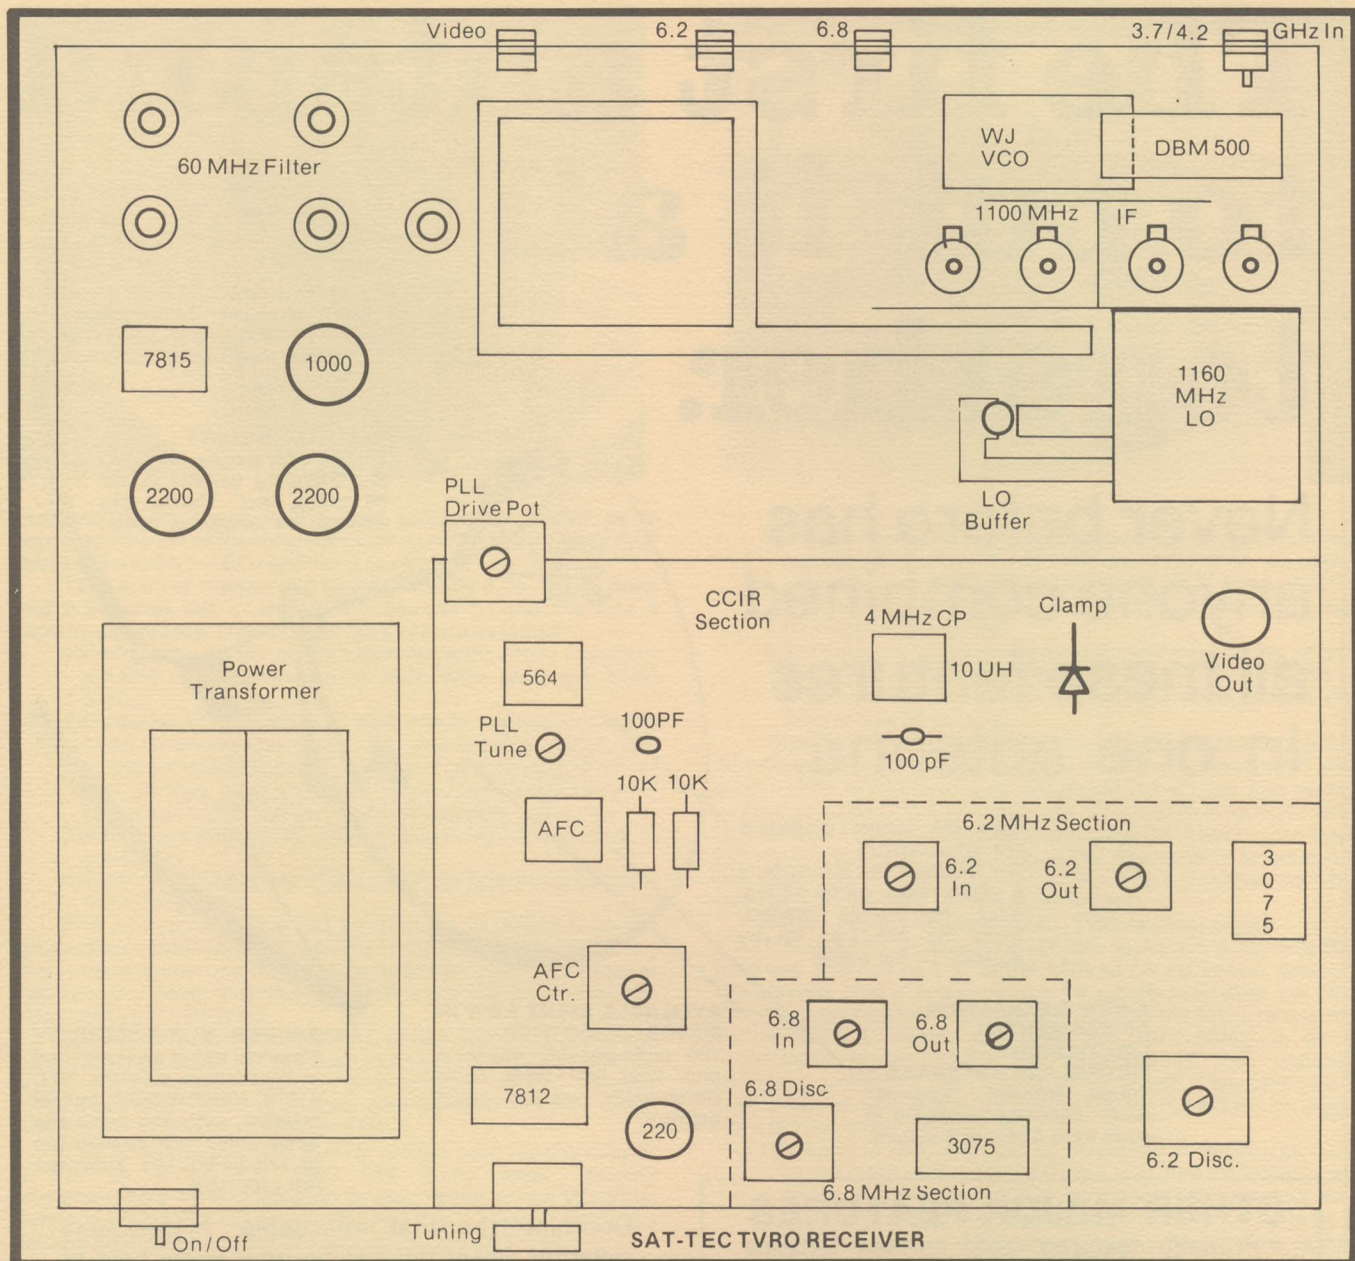 Video
6.2
6.8
3.7/4.2
GHz In
60 MHz Filter
WJ
VCO
DBM 500
1100 MHz
IF
7815
1000
1160
MHz
LO
2200
2200
PLL
Drive Pot
LO
Buffer
CCIR
Section
4 MHz CP
Clamp
Power
Transformer
564
10 UH
Video
Out
PLL
Tune
100PF
100 pF
10K
10K
AFC
6.2 MHz Section
6.2
In
6.2
Out
3
0
7
5
AFC
Ctr.
6.8
In
6.8
Out
7812
6.8 Disc
220
3075
6.2 Disc.
6.8 MHz Section
On/Off
Tuning
SAT-TEC TVRO RECEIVER